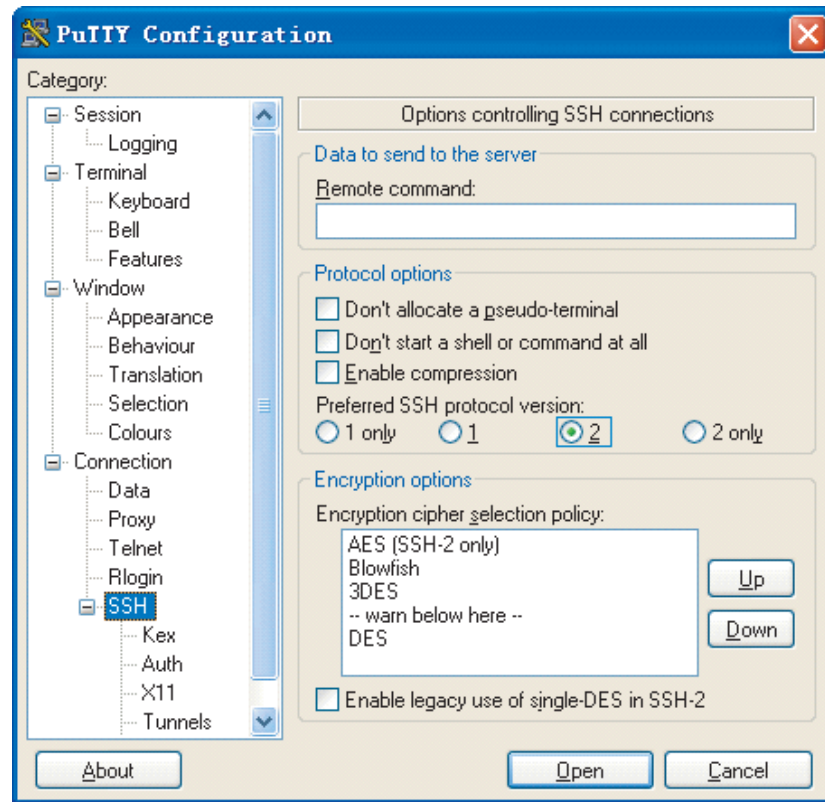 PuTTY Configuration
Category:
Session
Logging
Terminal
Keyboard
Bell
Features
Window
Appearance
Behaviour
Translation
Selection
Colours
Connection
Data
Proxy
Telnet
Rlogin
SSH
Kex
Auth
X11
Tunnels
Options controlling SSH connections
Data to send to the server
Remote command:
Protocol options
Don't allocate a pseudo-terminal
Don't start a shell or command at all
Enable compression
Preferred SSH protocol version:
1 only 1 2 2 only
Encryption options
Encryption cipher selection policy:
AES (SSH-2 only)
Blowfish
3DES
-- warn below here --
DES
Up
Down
Enable legacy use of single-DES in SSH-2
About Open Cancel